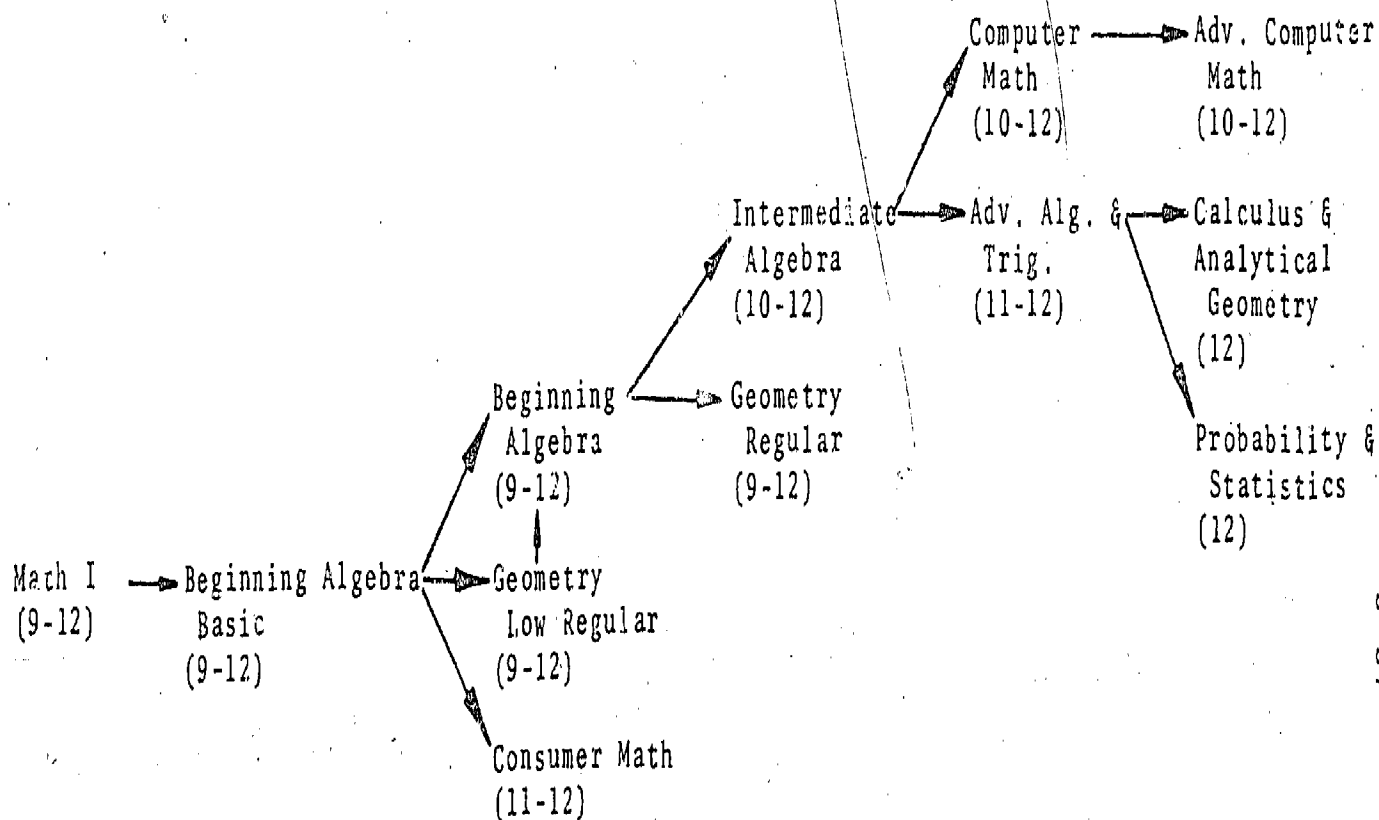 Computer
Math
(10-12)
Adv. Computer
Math
(10-12)
Intermediate
Algebra
(10-12)
Adv. Alg. &
Trig.
(11-12)
Calculus &
Analytical
Geometry
(12)
Beginning
Algebra
(9-12)
Geometry
Regular
(9-12)
Probability &
Statistics
(12)
Math I
(9-12)
Beginning Algebra
Basic
(9-12)
Geometry
Low Regular
(9-12)
Consumer Math
(11-12)